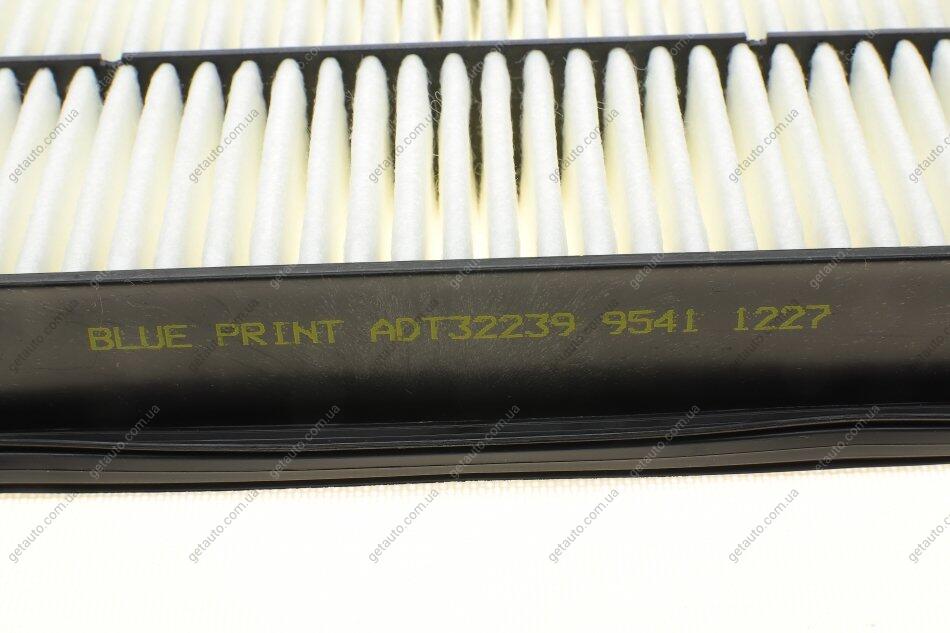 BLUE PRINT ADT32239 9541 1227
getauto.com.ua